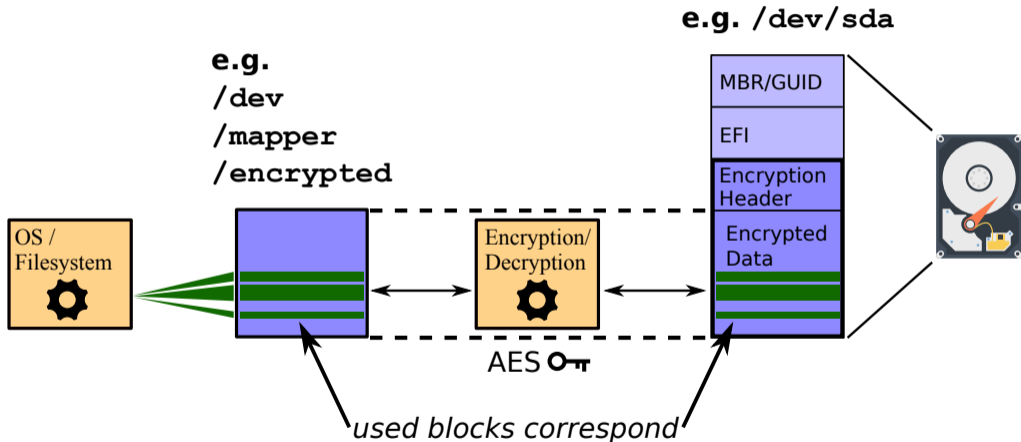 e.g. /dev/sda
e.g.
/dev
/mapper
/encrypted
MBR/GUID
EFI
Encryption
Header
Encrypted
Data
OS /
Filesystem
Encryption/
Decryption
AES
used blocks correspond